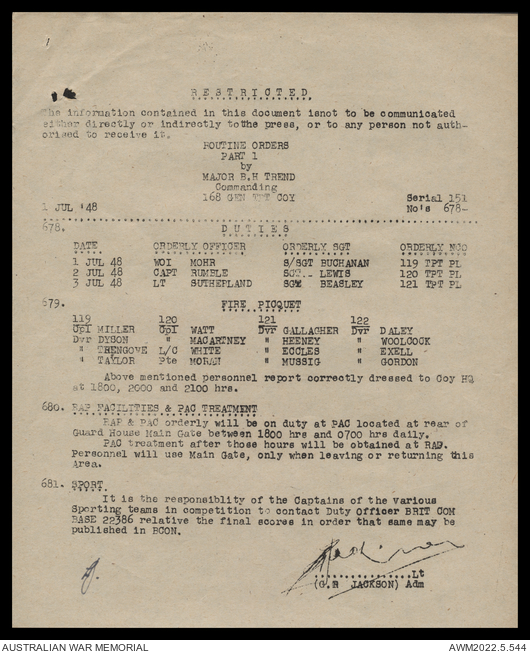 RESTRICTED
The information contained in this document isnot to be communicated
either directly or indirectly tothe press, or to any person not auth-
orised to receive it.
ROUTINE ORDERS
PART 1
by
MAJOR B.H TREND
Commanding
168 GEN TPT COY
Serial 151
1 JUL '48
No's 678-
678. DUTIES
DATE ORDERLY OFFICER ORDERLY SGT ORDERLY NCO
1 JUL 48 WOI MOHR S/SGT BUCHANAN 119 TPT PL
2 JUL 48 CAPT RUMBLE SGT LEWIS 120 TPT PL
3 JUL 48 LT SUTHEPLAND SGT BEASLEY 121 TPT PL
679. FIRE PICQUET
119 120 121 122
Cpl MILLER Cpl WATT Dvr GALLAGHER Dvr DALEY
Dvr DYSON " MACARTNEY " HEENEY " WOOLCOCK
" TRENGOVE L/C WHITE " ECCLES " EXELL
" TAYLOR Pte MORAN " MUSSIG " GORDON
Above mentioned personnel report correctly dressed to Coy HQ
at 1800, 2000 and 2100 hrs.
680. RAP FACILITIES & PAC TREATMENT
RAP & PAC orderly will be on duty at PAC located at rear of
Guard House Main Gate between 1800 hrs and 0700 hrs daily.
PAC treatment after those hours will be obtained at RAP.
Personnel will use Main Gate, only when leaving or returning this
Area.
681. SPORT.
It is the responsiblity of the Captains of the various
Sporting teams in competition to contact Duty Officer BRIT COM
BASE 22386 relative the final scores in order that same may be
published in BCON.
Lt
(G.R JACKSON) Adm
AUSTRALIAN WAR MEMORIAL
AWM2022.5.544